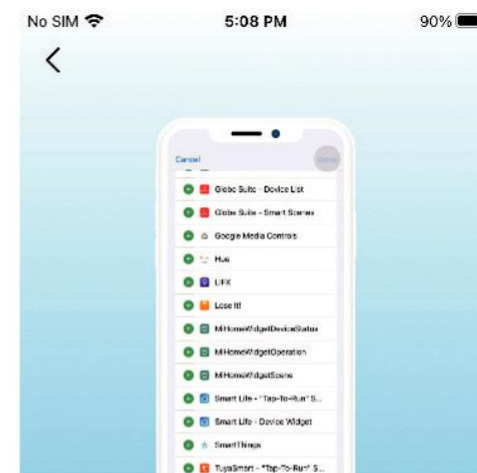 No SIM 5:08 PM 90%
Cancel
Globe Suite - Device List
Globe Suite - Smart Scenes
Google Media Controls
Hue
LIFX
Lose It!
MiHomeWidgetDeviceStatus
MiHomeWidgetOperation
MiHomeWidgetScene
Smart Life - "Tap-To-Run" S...
Smart Life - Device Widget
SmartThings
TuyaSmart - "Tap-To-Run" S...